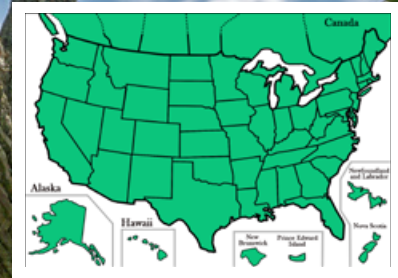 Canada
Newfoundland
and Labrador
Alaska
Hawaii
New
Brunswick
Prince Edward
Island
Nova Scotia